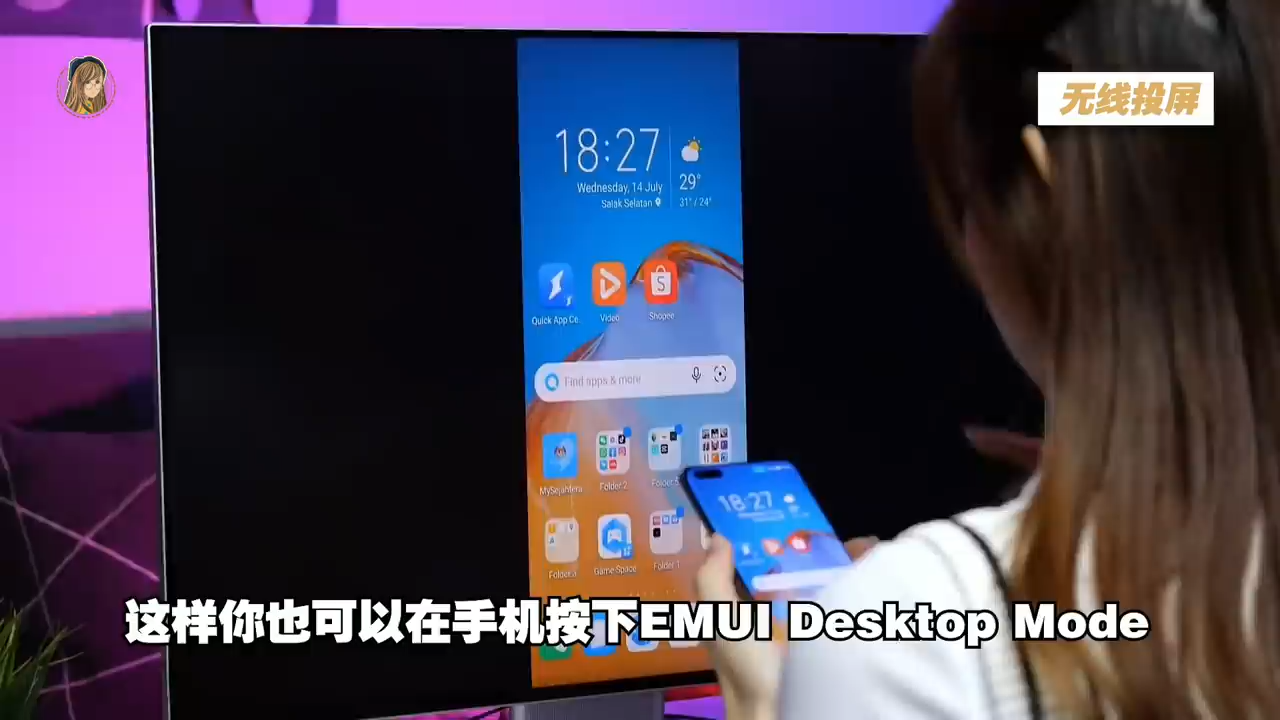 无线投屏
18:27
29°
Wednesday, 14 July
Salak Selatan
31° / 24°
Quick App Ce..
Video
Shopee
Find apps & more
MySejahtera
Folder 2
Folder 5
18:27
Game Space
Folder 1
这样你也可以在手机按下EMUI Desktop Mode